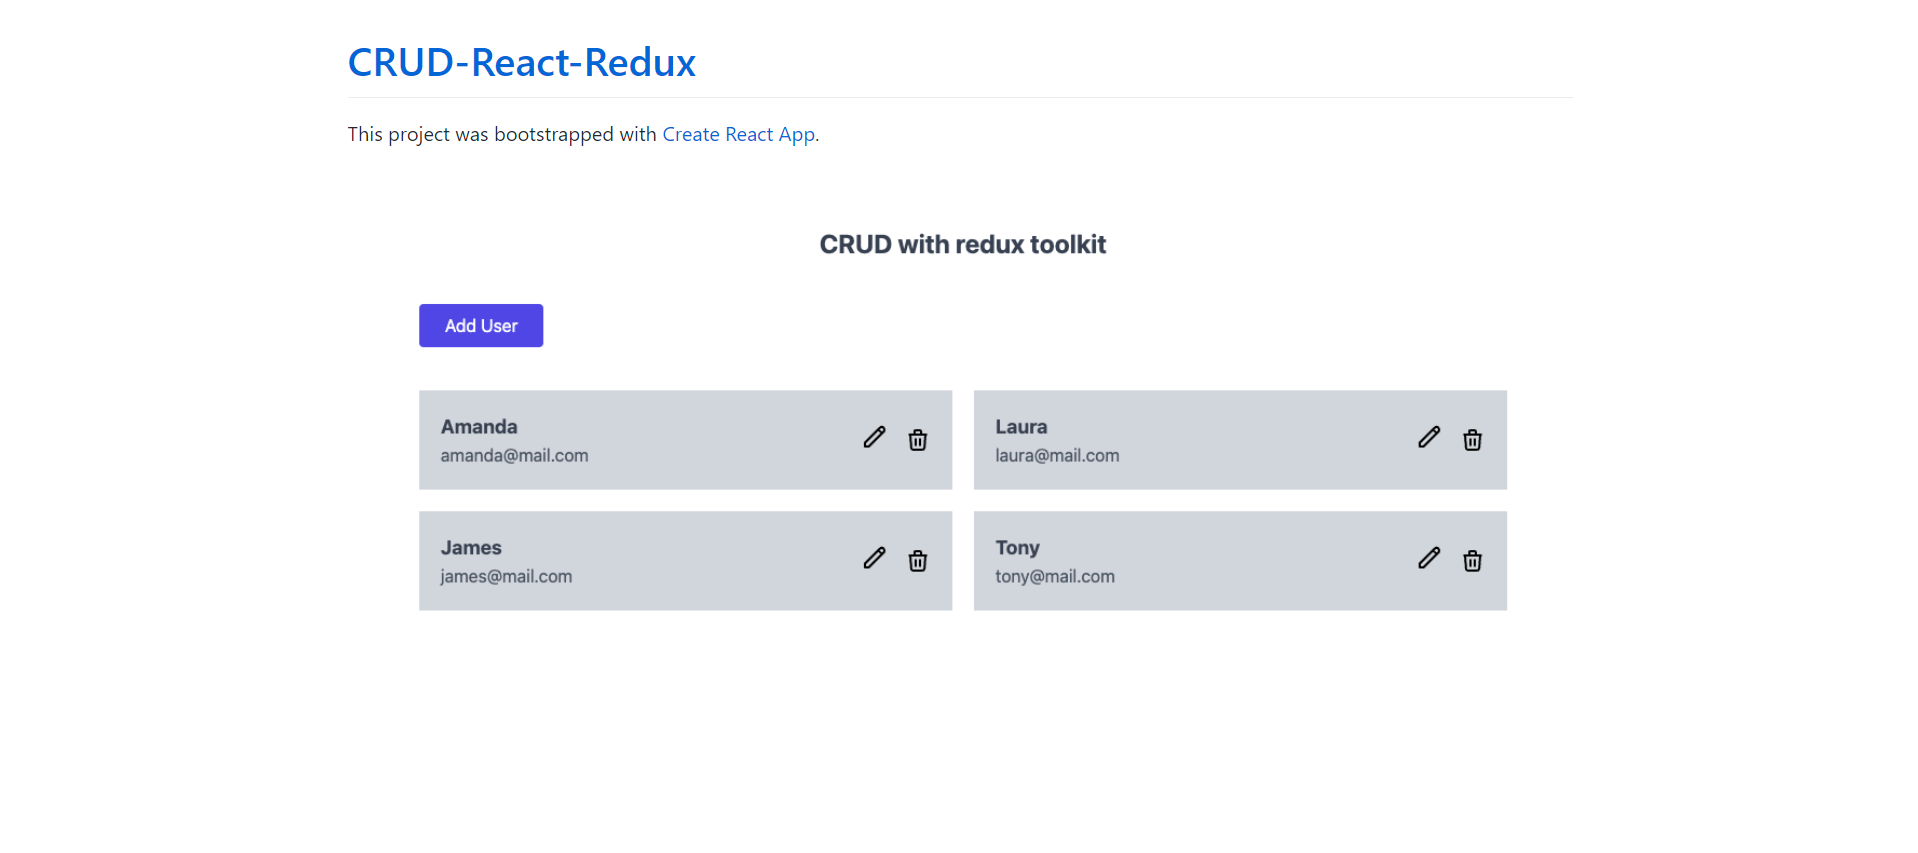 CRUD-React-Redux
This project was bootstrapped with Create React App.
CRUD with redux toolkit
Add User
Amanda
amanda@mail.com
Laura
laura@mail.com
James
james@mail.com
Tony
tony@mail.com